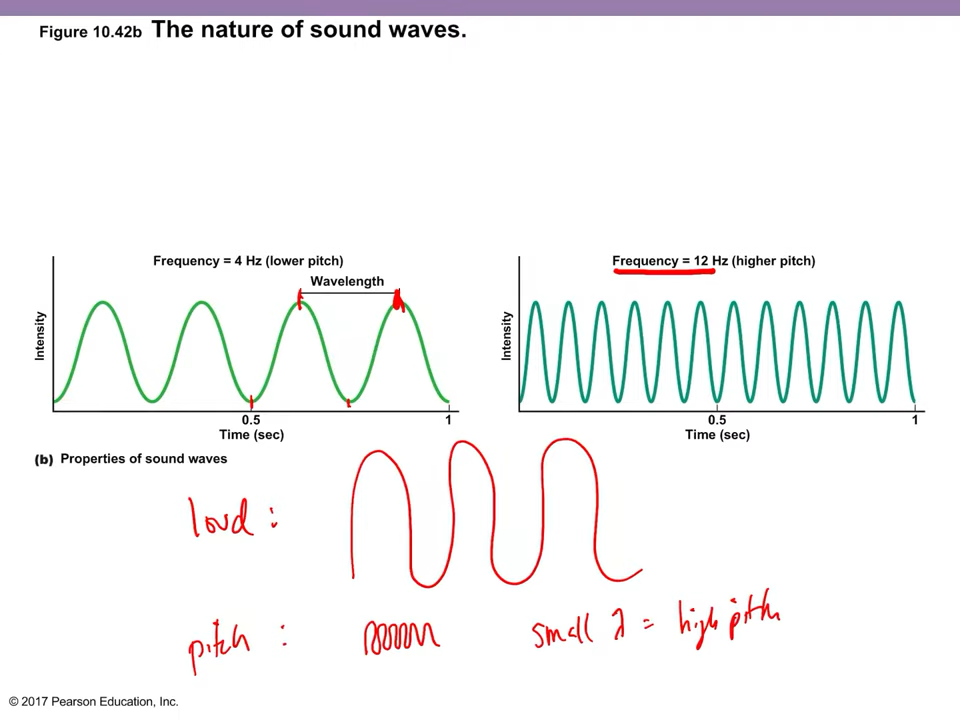 Figure 10.42b The nature of sound waves.
Frequency = 4 Hz (lower pitch)
Wavelength
Intensity
0.5
1
Time (sec)
Frequency = 12 Hz (higher pitch)
Intensity
0.5
1
Time (sec)
(b) Properties of sound waves
loud :
pitch :
small λ = high pitch
© 2017 Pearson Education, Inc.